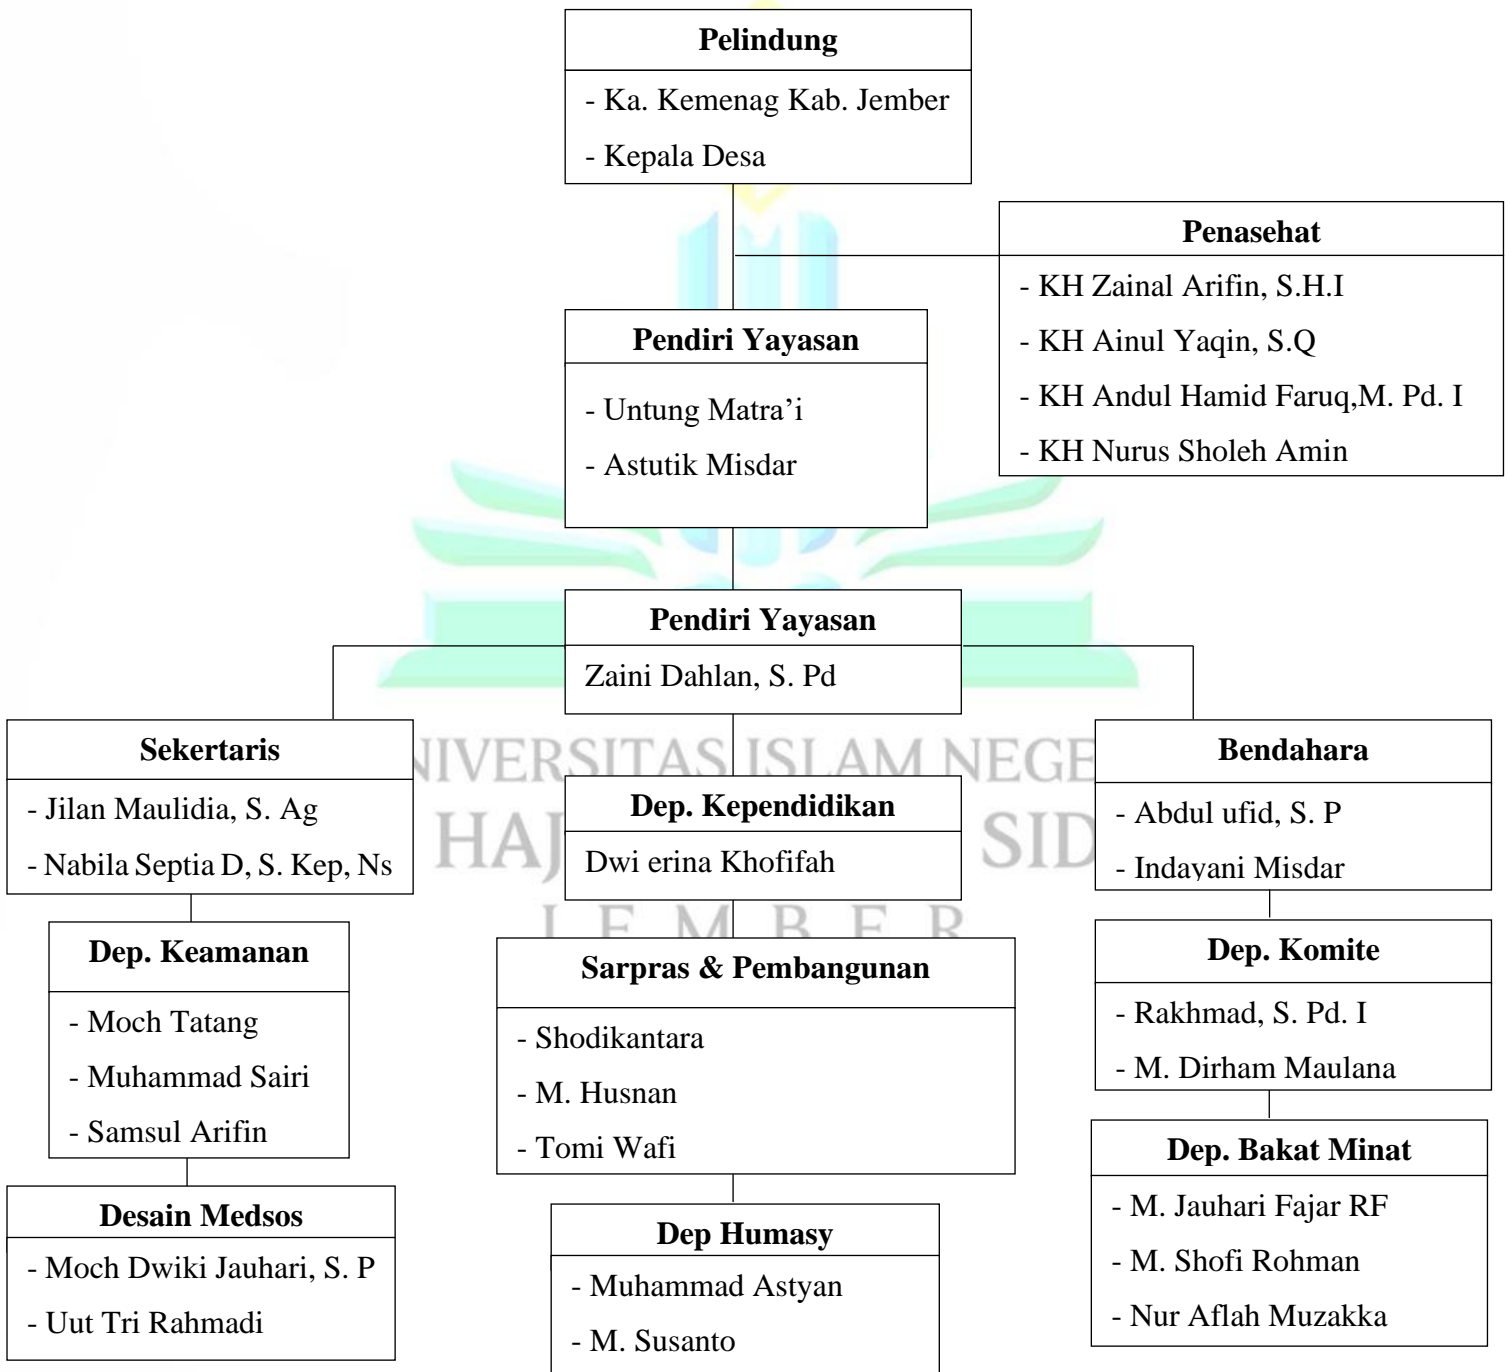 Pelindung
- Ka. Kemenag Kab. Jember
- Kepala Desa
Penasehat
- KH Zainal Arifin, S.H.I
- KH Ainul Yaqin, S.Q
- KH Andul Hamid Faruq,M. Pd. I
- KH Nurus Sholeh Amin
Pendiri Yayasan
- Untung Matra’i
- Astutik Misdar
Pendiri Yayasan
Zaini Dahlan, S. Pd
Sekertaris
- Jilan Maulidia, S. Ag
- Nabila Septia D, S. Kep, Ns
Dep. Kependidikan
Dwi erina Khofifah
Bendahara
- Abdul ufid, S. P
- Indayani Misdar
Dep. Keamanan
- Moch Tatang
- Muhammad Sairi
- Samsul Arifin
Sarpras & Pembangunan
- Shodikantara
- M. Husnan
- Tomi Wafi
Dep. Komite
- Rakhmad, S. Pd. I
- M. Dirham Maulana
Desain Medsos
- Moch Dwiki Jauhari, S. P
- Uut Tri Rahmadi
Dep Humasy
- Muhammad Astyan
- M. Susanto
Dep. Bakat Minat
- M. Jauhari Fajar RF
- M. Shofi Rohman
- Nur Aflah Muzakka
NIVERSITAS ISLAM NEGE
HAJ SID
J E M B E R